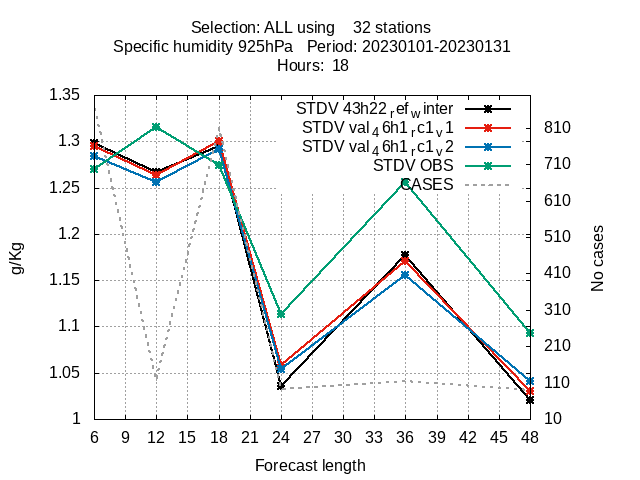 Selection: ALL using 32 stations
Specific humidity 925hPa Period: 20230101-20230131
Hours: 18
g/Kg
1.35
1.3
1.25
1.2
1.15
1.1
1.05
1
STDV 43h22refwinter
STDV val46h1rc1v1
STDV val46h1rc1v2
STDV OBS
CASES
810
710
610
510
410
310
210
110
10
No cases
6 9 12 15 18 21 24 27 30 33 36 39 42 45 48
Forecast length